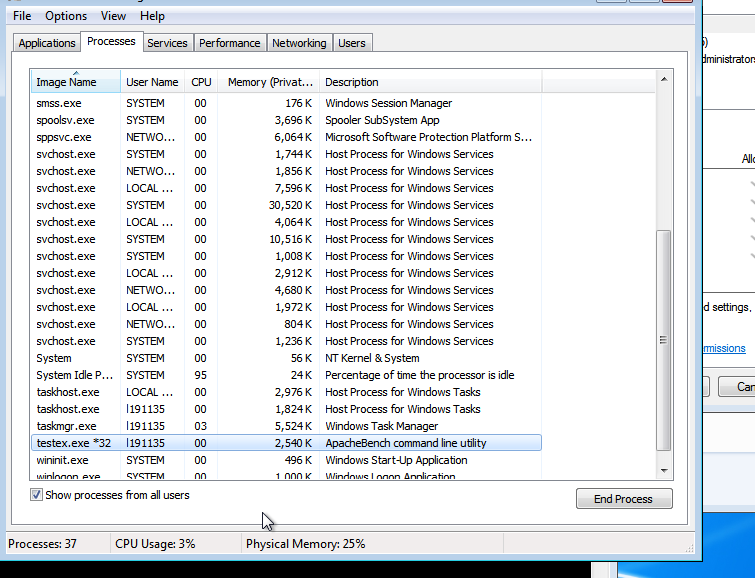 File Options View Help
Applications Processes Services Performance Networking Users
Image Name User Name CPU Memory (Privat... Description
smss.exe SYSTEM 00 176 K Windows Session Manager
spoolsv.exe SYSTEM 00 3,696 K Spooler SubSystem App
sppsvc.exe NETWO... 00 6,064 K Microsoft Software Protection Platform S...
svchost.exe SYSTEM 00 1,744 K Host Process for Windows Services
svchost.exe NETWO... 00 1,856 K Host Process for Windows Services
svchost.exe LOCAL ... 00 7,596 K Host Process for Windows Services
svchost.exe SYSTEM 00 30,520 K Host Process for Windows Services
svchost.exe LOCAL ... 00 4,064 K Host Process for Windows Services
svchost.exe SYSTEM 00 10,516 K Host Process for Windows Services
svchost.exe SYSTEM 00 1,008 K Host Process for Windows Services
svchost.exe LOCAL ... 00 2,912 K Host Process for Windows Services
svchost.exe NETWO... 00 4,680 K Host Process for Windows Services
svchost.exe LOCAL ... 00 1,972 K Host Process for Windows Services
svchost.exe NETWO... 00 804 K Host Process for Windows Services
svchost.exe SYSTEM 00 1,236 K Host Process for Windows Services
System SYSTEM 00 56 K NT Kernel & System
System Idle P... SYSTEM 95 24 K Percentage of time the processor is idle
taskhost.exe LOCAL ... 00 2,976 K Host Process for Windows Tasks
taskhost.exe l191135 00 1,824 K Host Process for Windows Tasks
taskmgr.exe l191135 03 5,524 K Windows Task Manager
testex.exe *32 l191135 00 2,540 K ApacheBench command line utility
wininit.exe SYSTEM 00 496 K Windows Start-Up Application
winlogon.exe SYSTEM 00 1,000 K Windows Logon Application
Show processes from all users
End Process
Processes: 37 CPU Usage: 3% Physical Memory: 25%
dministrators
Allo
d settings,
missions
Can